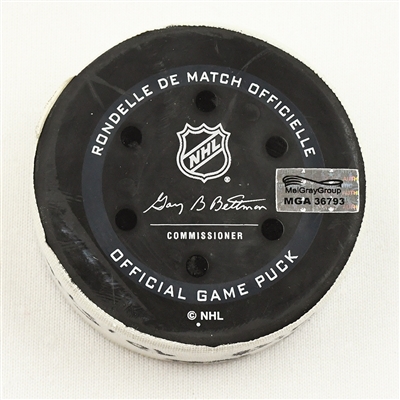 RONDELLE DE MATCH OFFICIELLE
NHL
Gary B Bettman
COMMISSIONER
OFFICIAL GAME PUCK
© NHL
MeiGrayGroup
MGA 36793